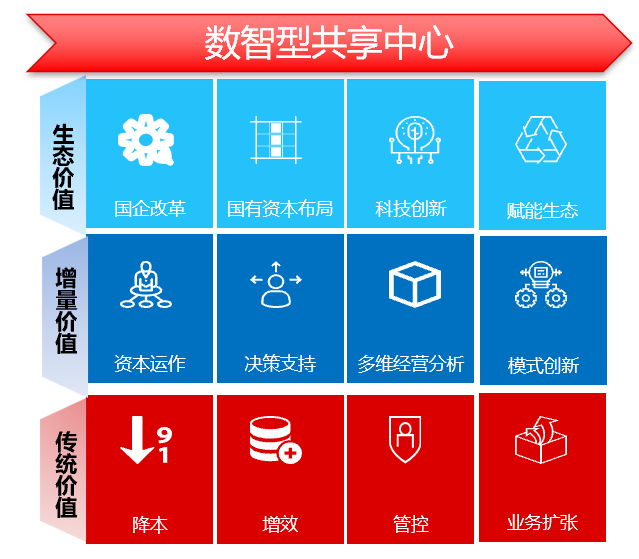 数智型共享中心
生态价值
国企改革
国有资本布局
科技创新
赋能生态
增量价值
资本运作
决策支持
多维经营分析
模式创新
传统价值
9
1
降本
增效
管控
业务扩张